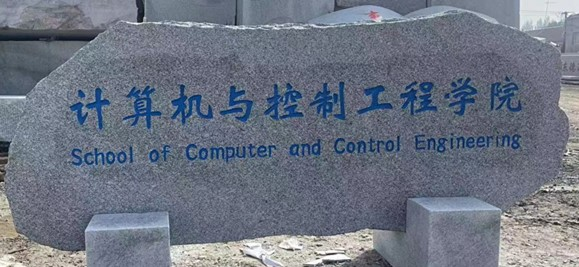 计算机与控制工程学院
School of Computer and Control Engineering